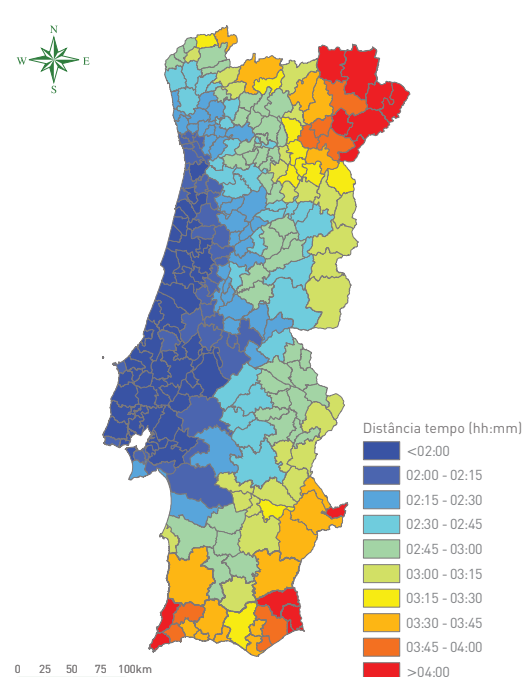 N
W E
S
Distância tempo (hh:mm)
<02:00
02:00 - 02:15
02:15 - 02:30
02:30 - 02:45
02:45 - 03:00
03:00 - 03:15
03:15 - 03:30
03:30 - 03:45
03:45 - 04:00
>04:00
0 25 50 75 100km